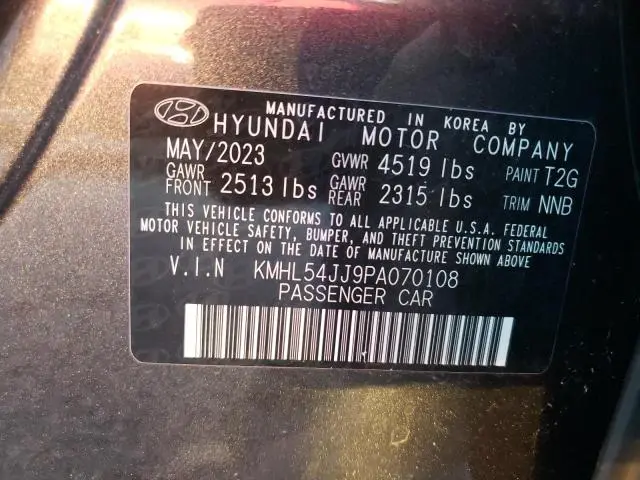 MANUFACTURED IN KOREA BY
HYUNDAI MOTOR COMPANY
MAY/2023 GVWR 4519 lbs PAINT T2G
GAWR FRONT 2513 lbs GAWR REAR 2315 lbs TRIM NNB
THIS VEHICLE CONFORMS TO ALL APPLICABLE U.S.A. FEDERAL
MOTOR VEHICLE SAFETY, BUMPER, AND THEFT PREVENTION STANDARDS
IN EFFECT ON THE DATE OF MANUFACTURE SHOWN ABOVE.
V.I.N KMHL54JJ9PA070108
PASSENGER CAR